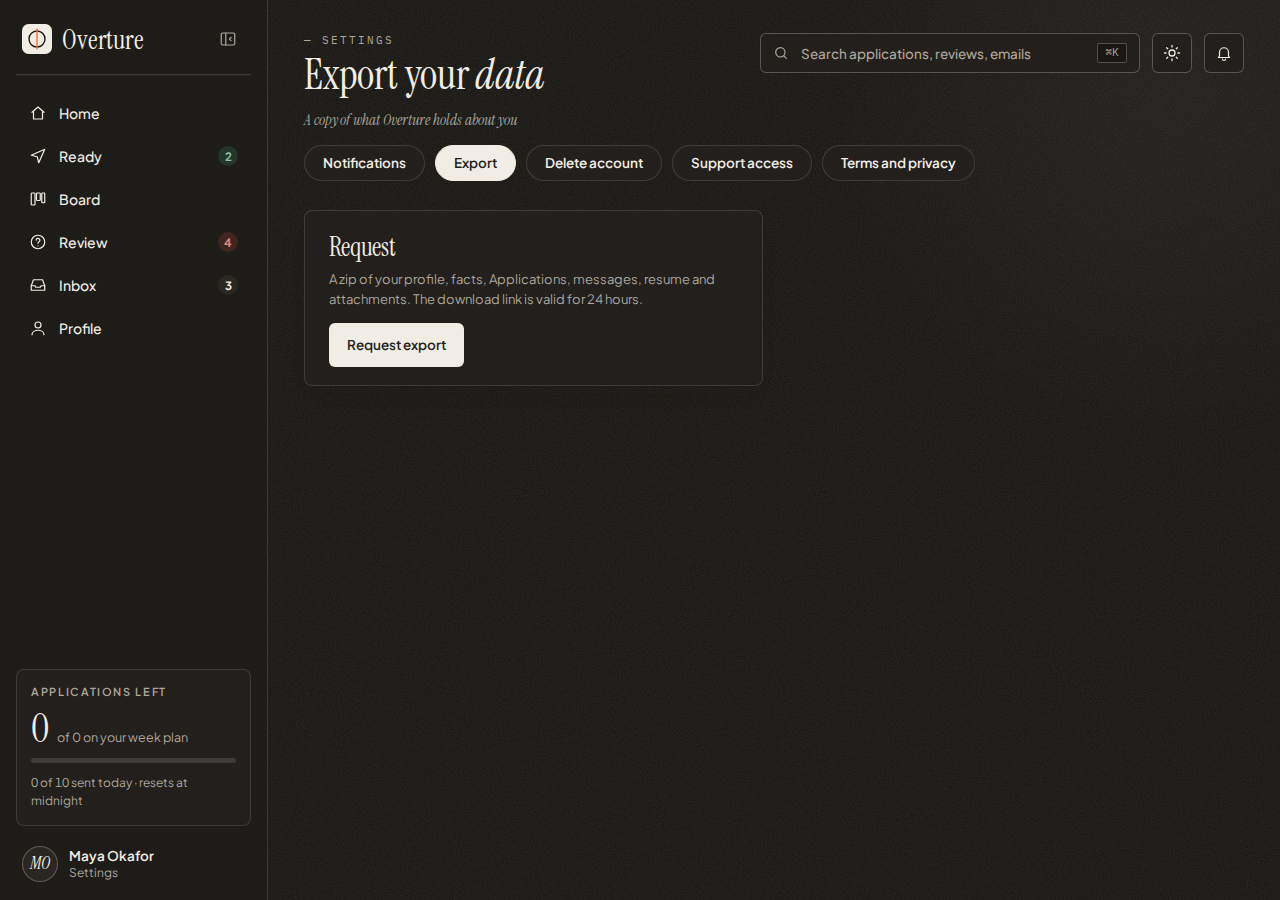 Overture
Home
Ready 2
Board
Review 4
Inbox 3
Profile
APPLICATIONS LEFT
0 of 0 on your week plan
0 of 10 sent today · resets at
midnight
MO
Maya Okafor
Settings
— SETTINGS
Export your data
A copy of what Overture holds about you
Search applications, reviews, emails ⌘K
Notifications
Export
Delete account
Support access
Terms and privacy
Request
A zip of your profile, facts, Applications, messages, resume and
attachments. The download link is valid for 24 hours.
Request export